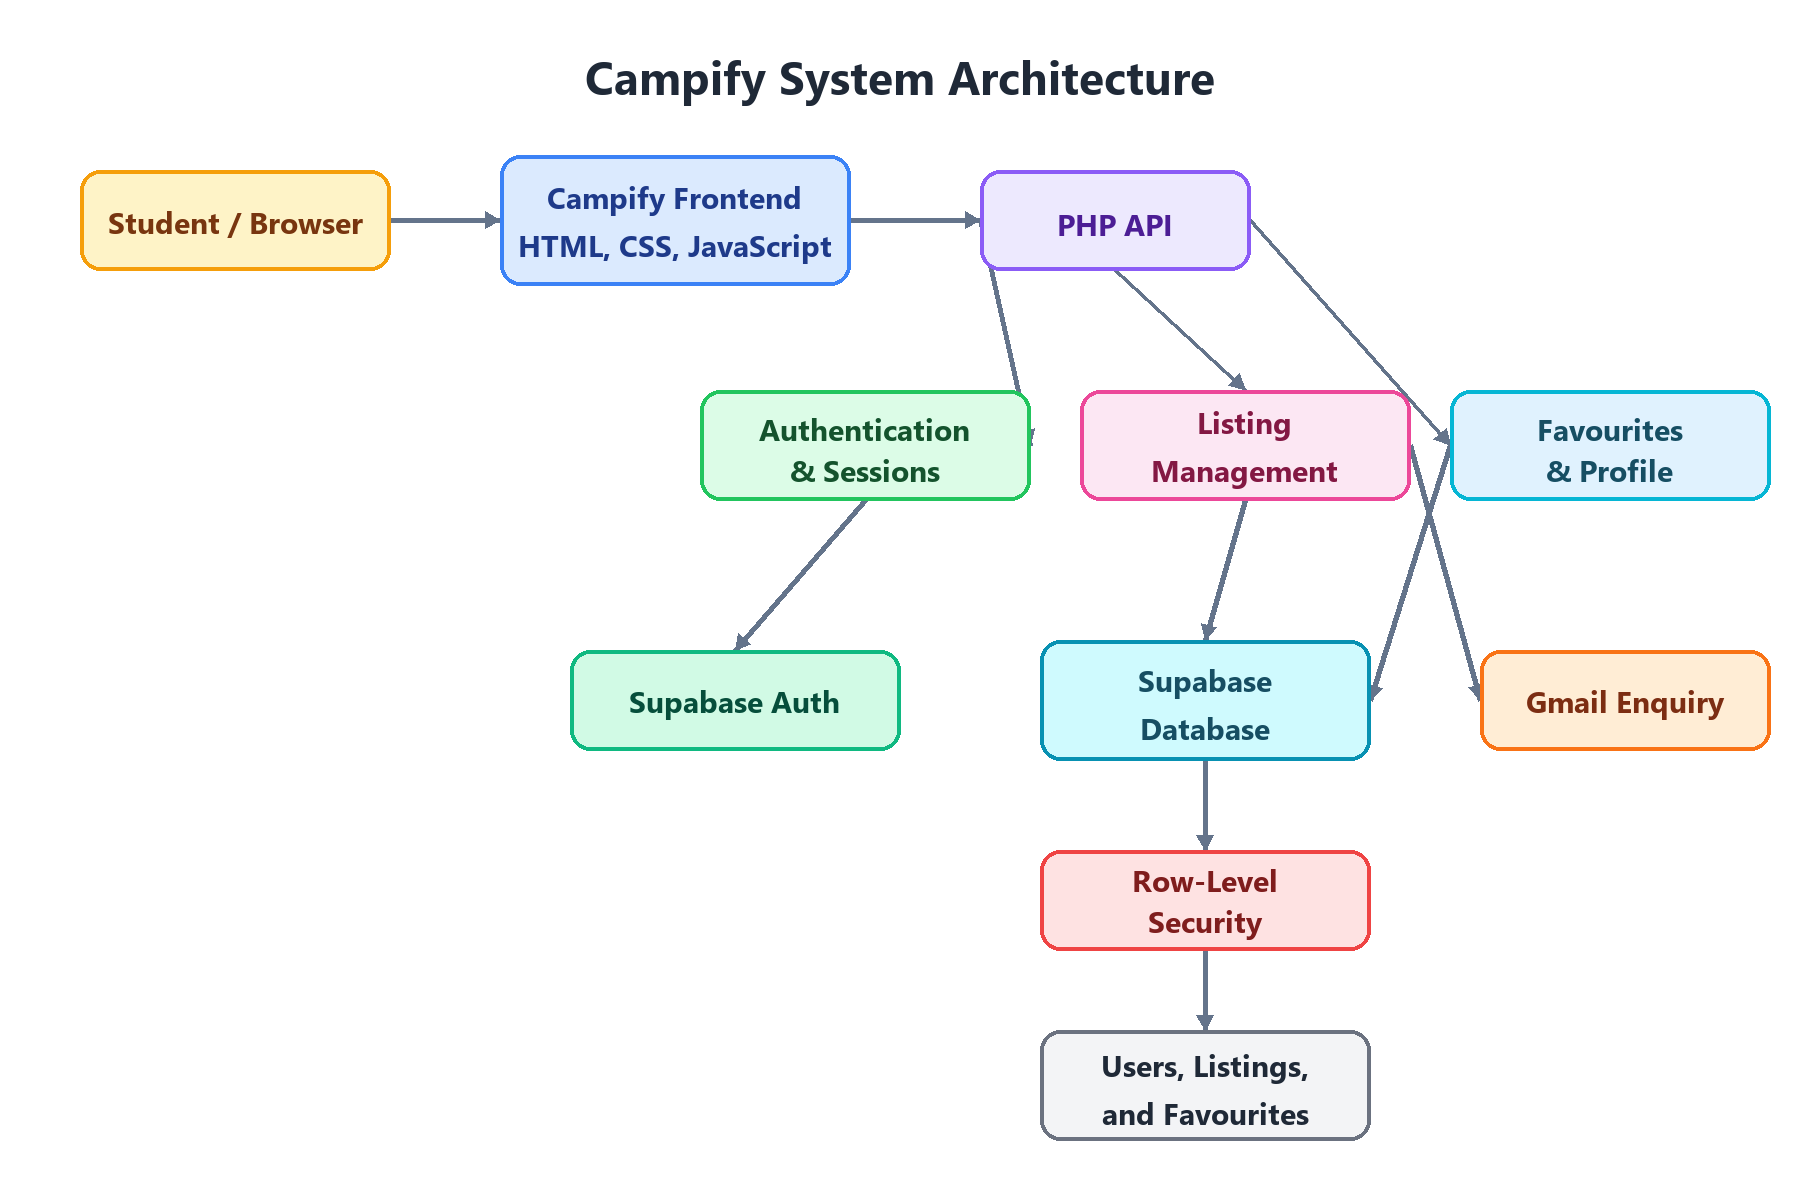 Campify System Architecture
Student / Browser
Campify Frontend
HTML, CSS, JavaScript
PHP API
Authentication
& Sessions
Listing
Management
Favourites
& Profile
Supabase Auth
Supabase
Database
Gmail Enquiry
Row-Level
Security
Users, Listings,
and Favourites